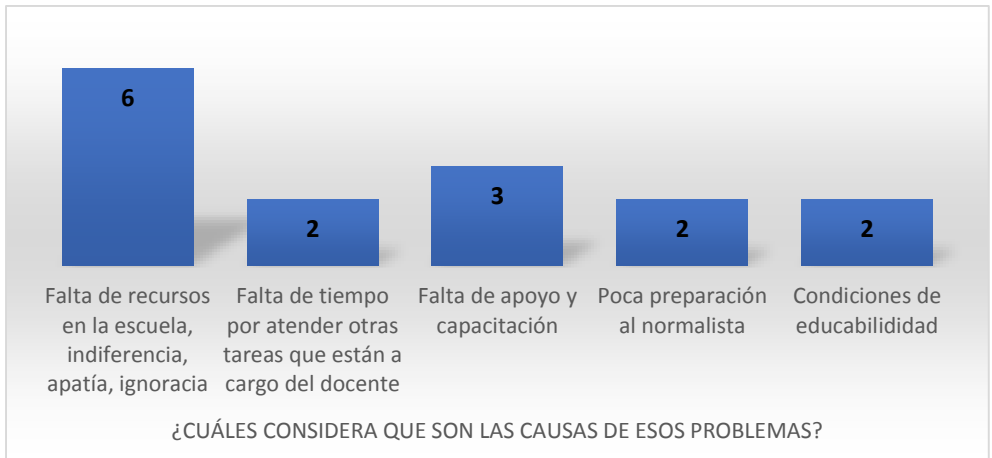 6
2
3
2
2
Falta de recursos
en la escuela,
indiferencia,
apatía, ignoracia
Falta de tiempo
por atender otras
tareas que están a
cargo del docente
Falta de apoyo y
capacitación
Poca preparación
al normalista
Condiciones de
educabilididad
¿CUÁLES CONSIDERA QUE SON LAS CAUSAS DE ESOS PROBLEMAS?